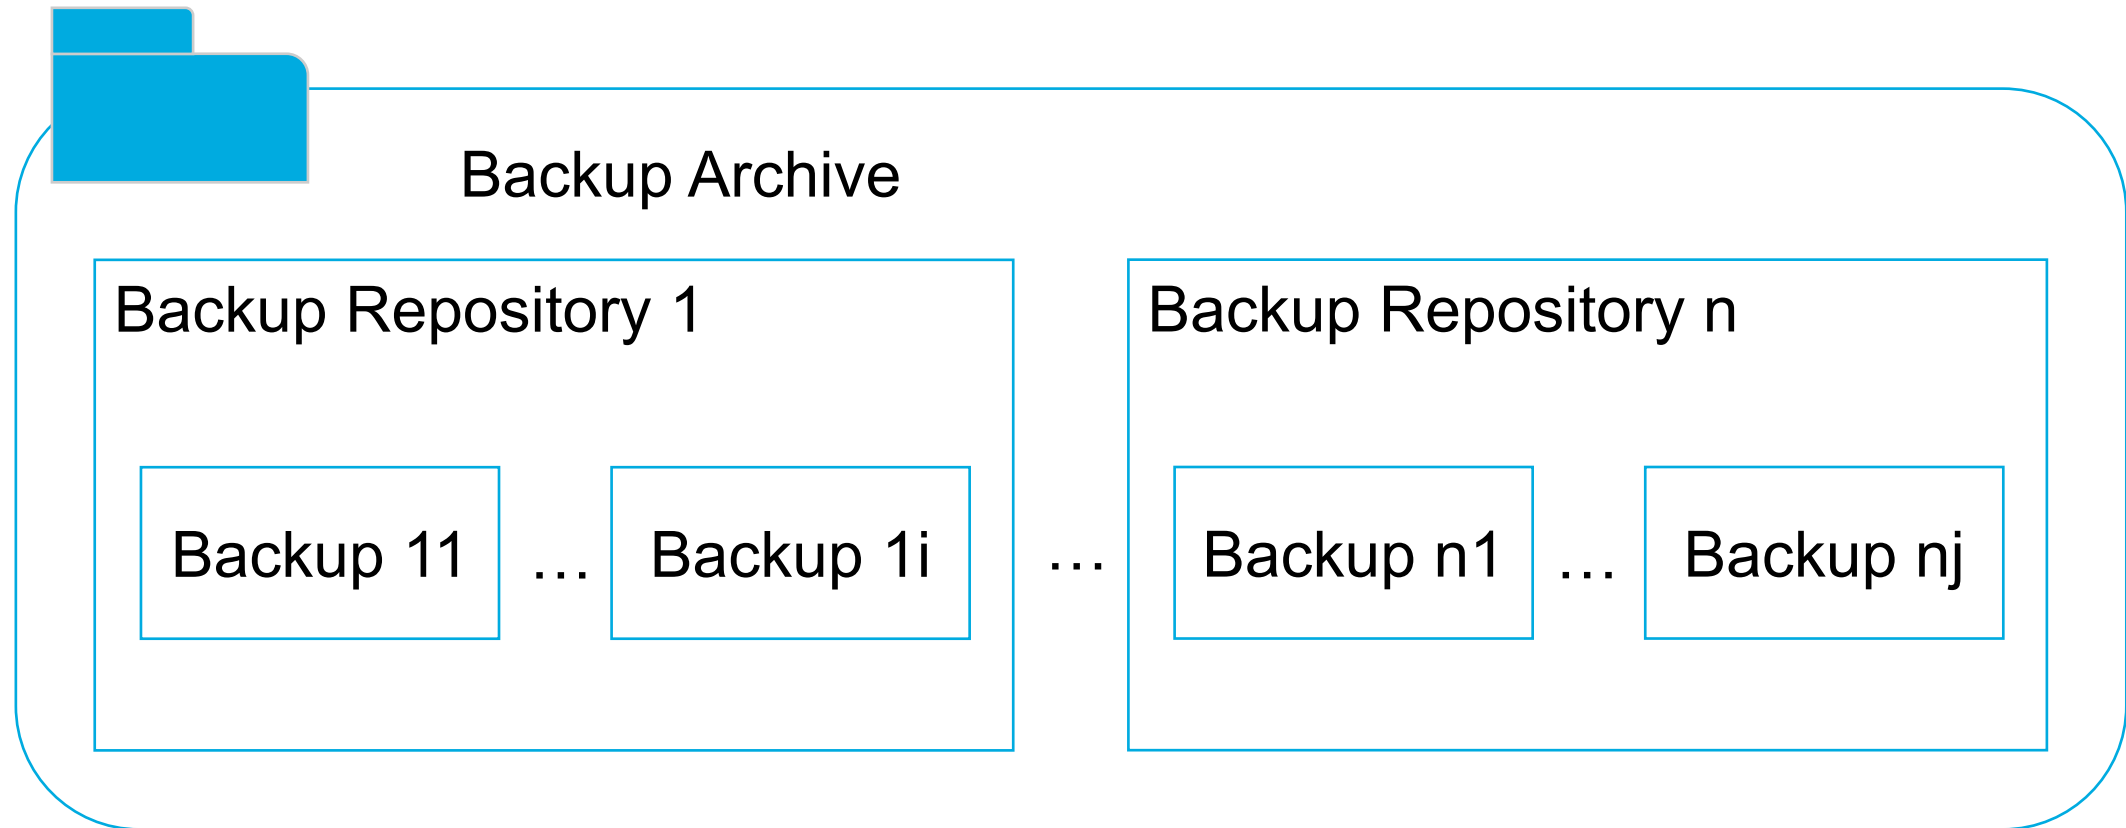 Backup Archive
Backup Repository 1
Backup Repository n
Backup 11 … Backup 1i … Backup n1 … Backup nj